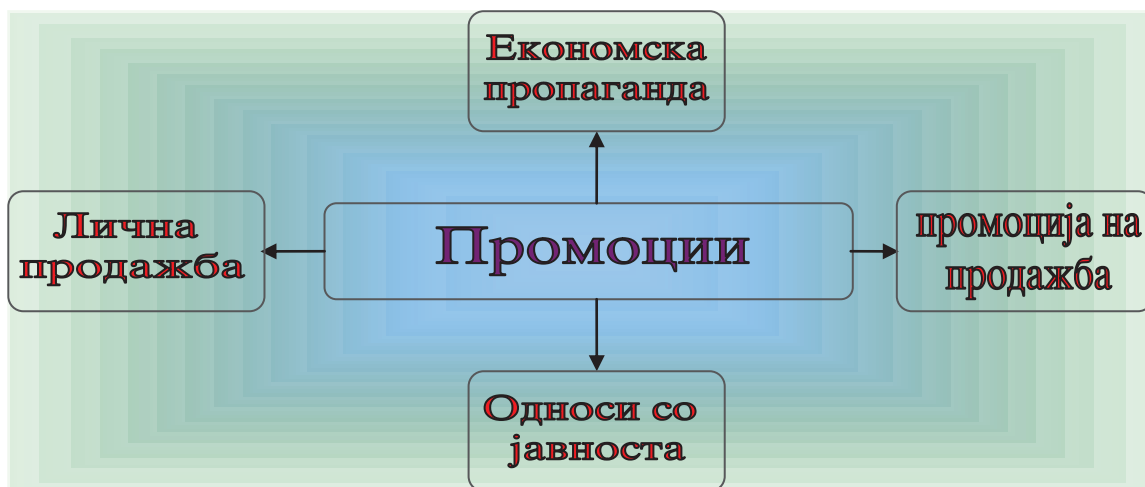 Економска
пропаганда
Лична
продажба
Промоции
промоција на
продажба
Односи со
јавноста